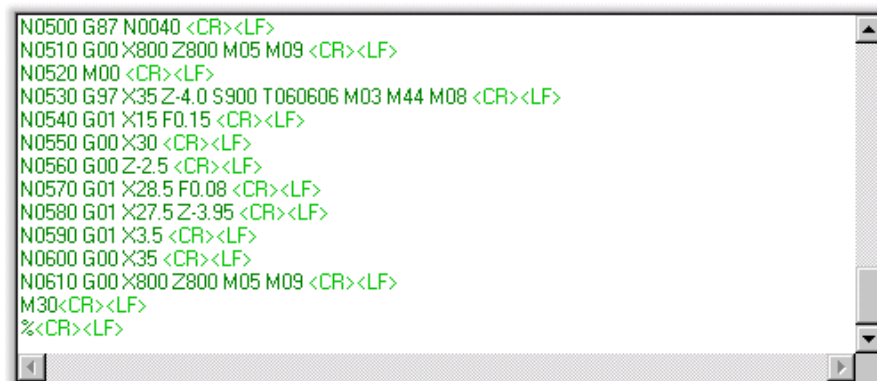 N0500 G87 N0040 <CR><LF>
N0510 G00 X800 Z800 M05 M09 <CR><LF>
N0520 M00 <CR><LF>
N0530 G97 X35 Z-4.0 S900 T060606 M03 M44 M08 <CR><LF>
N0540 G01 X15 F0.15 <CR><LF>
N0550 G00 X30 <CR><LF>
N0560 G00 Z-2.5 <CR><LF>
N0570 G01 X28.5 F0.08 <CR><LF>
N0580 G01 X27.5 Z-3.95 <CR><LF>
N0590 G01 X3.5 <CR><LF>
N0600 G00 X35 <CR><LF>
N0610 G00 X800 Z800 M05 M09 <CR><LF>
M30<CR><LF>
%<CR><LF>